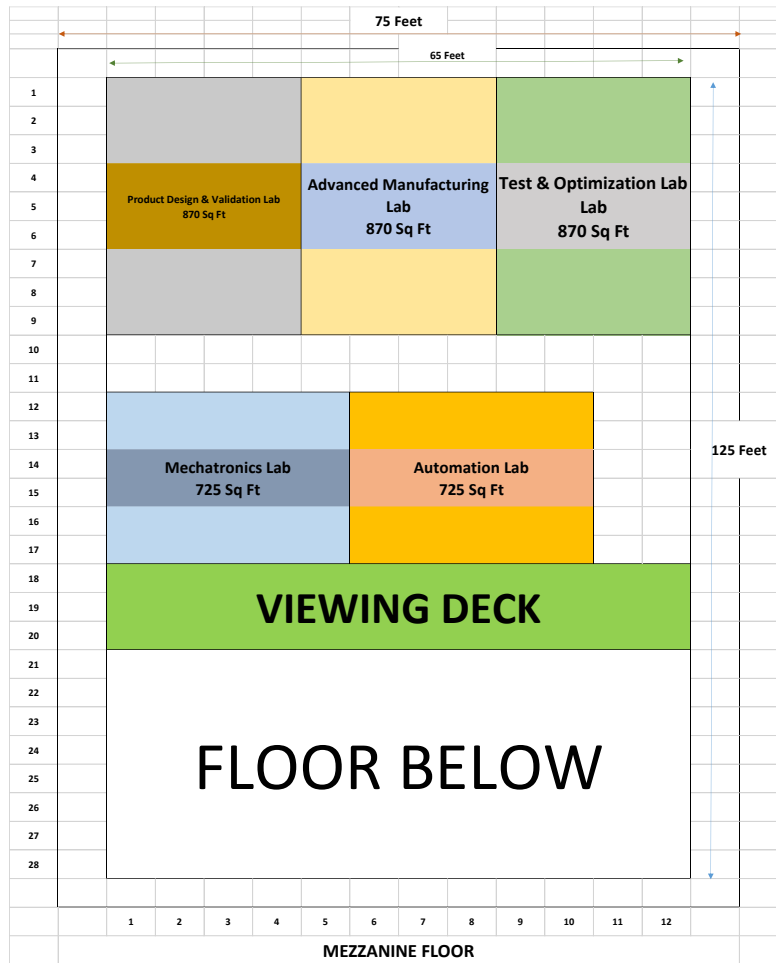 75 Feet
65 Feet
1
2
3
4
5
6
7
8
9
10
11
12
13
14
15
16
17
18
19
20
21
22
23
24
25
26
27
28
Product Design & Validation Lab
870 Sq Ft
Advanced Manufacturing
Lab
870 Sq Ft
Test & Optimization Lab
Lab
870 Sq Ft
Mechatronics Lab
725 Sq Ft
Automation Lab
725 Sq Ft
125 Feet
VIEWING DECK
FLOOR BELOW
1 2 3 4 5 6 7 8 9 10 11 12
MEZZANINE FLOOR